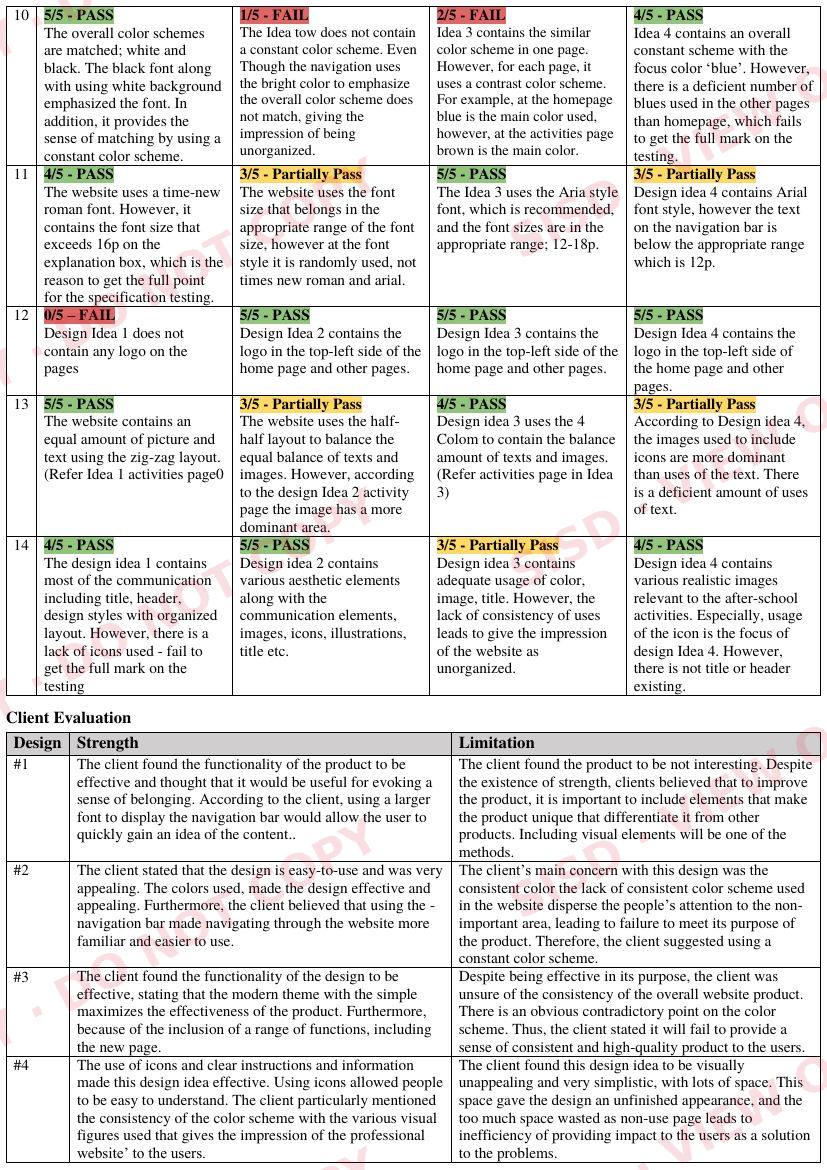 10
5/5 - PASS
The overall color schemes
are matched; white and
black. The black font along
with using white background
emphasized the font. In
addition, it provides the
sense of matching by using a
constant color scheme.
1/5 - FAIL
The Idea tow does not contain
a constant color scheme. Even
Though the navigation uses
the bright color to emphasize
the overall color scheme does
not match, giving the
impression of being
unorganized.
2/5 - FAIL
Idea 3 contains the similar
color scheme in one page.
However, for each page, it
uses a contrast color scheme.
For example, at the homepage
blue is the main color used,
however, at the activities page
brown is the main color.
4/5 - PASS
Idea 4 contains an overall
constant scheme with the
focus color ‘blue’. However,
there is a deficient number of
blues used in the other pages
than homepage, which fails
to get the full mark on the
testing.
11
4/5 - PASS
The website uses a time-new
roman font. However, it
contains the font size that
exceeds 16p on the
explanation box, which is the
reason to get the full point
for the specification testing.
3/5 - Partially Pass
The website uses the font
size that belongs in the
appropriate range of the font
size, however at the font
style it is randomly used, not
times new roman and arial.
5/5 - PASS
The Idea 3 uses the Aria style
font, which is recommended,
and the font sizes are in the
appropriate range; 12-18p.
3/5 - Partially Pass
Design idea 4 contains Arial
font style, however the text
on the navigation bar is
below the appropriate range
which is 12p.
12
0/5 – FAIL
Design Idea 1 does not
contain any logo on the
pages
5/5 - PASS
Design Idea 2 contains the
logo in the top-left side of the
home page and other pages.
5/5 - PASS
Design Idea 3 contains the
logo in the top-left side of the
home page and other pages.
5/5 - PASS
Design Idea 4 contains the
logo in the top-left side of
the home page and other
pages.
13
5/5 - PASS
The website contains an
equal amount of picture and
text using the zig-zag layout.
(Refer Idea 1 activities page0
3/5 - Partially Pass
The website uses the half-
half layout to balance the
equal balance of texts and
images. However, according
to the design Idea 2 activity
page the image has a more
dominant area.
4/5 - PASS
Design idea 3 uses the 4
Colom to contain the balance
amount of texts and images.
(Refer activities page in Idea
3)
3/5 - Partially Pass
According to Design idea 4,
the images used to include
icons are more dominant
than uses of the text. There
is a deficient amount of uses
of text.
14
4/5 - PASS
The design idea 1 contains
most of the communication
including title, header,
design styles with organized
layout. However, there is a
lack of icons used - fail to
get the full mark on the
testing
5/5 - PASS
Design idea 2 contains
various aesthetic elements
along with the
communication elements,
images, icons, illustrations,
title etc.
3/5 - Partially Pass
Design idea 3 contains
adequate usage of color,
image, title. However, the
lack of consistency of uses
leads to give the impression
of the website as
unorganized.
4/5 - PASS
Design idea 4 contains
various realistic images
relevant to the after-school
activities. Especially, usage
of the icon is the focus of
design Idea 4. However,
there is not title or header
existing.
Client Evaluation
Design Strength Limitation
#1
The client found the functionality of the product to be
effective and thought that it would be useful for evoking a
sense of belonging. According to the client, using a larger
font to display the navigation bar would allow the user to
quickly gain an idea of the content..
The client found the product to be not interesting. Despite
the existence of strength, clients believed that to improve
the product, it is important to include elements that make
the product unique that differentiate it from other
products. Including visual elements will be one of the
methods.
#2
The client stated that the design is easy-to-use and was very
appealing. The colors used, made the design effective and
appealing. Furthermore, the client believed that using the -
navigation bar made navigating through the website more
familiar and easier to use.
The client’s main concern with this design was the
consistent color the lack of consistent color scheme used
in the website disperse the people’s attention to the non-
important area, leading to failure to meet its purpose of
the product. Therefore, the client suggested using a
constant color scheme.
#3
The client found the functionality of the design to be
effective, stating that the modern theme with the simple
maximizes the effectiveness of the product. Furthermore,
because of the inclusion of a range of functions, including
the new page.
Despite being effective in its purpose, the client was
unsure of the consistency of the overall website product.
There is an obvious contradictory point on the color
scheme. Thus, the client stated it will fail to provide a
sense of consistent and high-quality product to the users.
#4
The use of icons and clear instructions and information
made this design idea effective. Using icons allowed people
to be easy to understand. The client particularly mentioned
the consistency of the color scheme with the various visual
figures used that gives the impression of the professional
website’ to the users.
The client found this design idea to be visually
unappealing and very simplistic, with lots of space. This
space gave the design an unfinished appearance, and the
too much space wasted as non-use page leads to
inefficiency of providing impact to the users as a solution
to the problems.